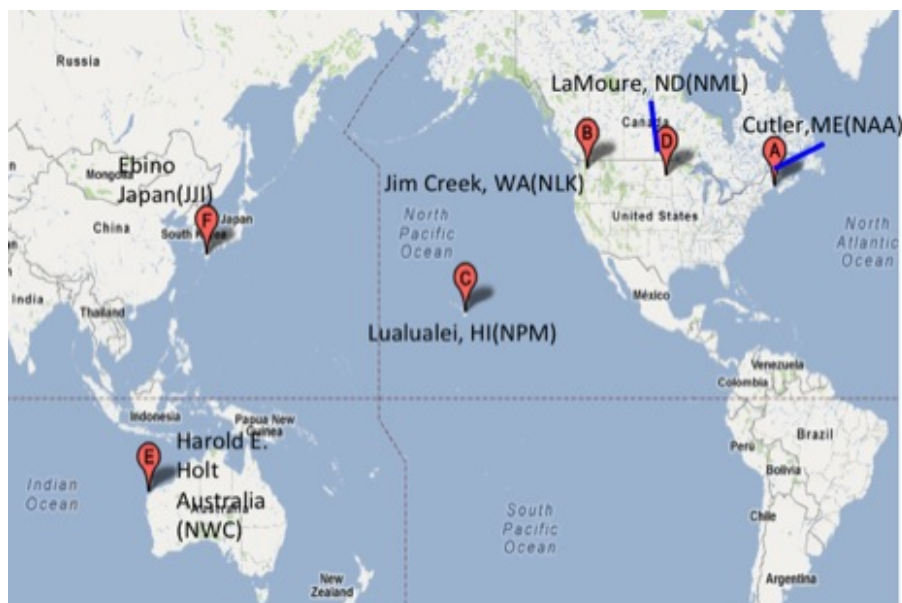 Russia
LaMoure, ND(NML)
Canada
Cutler,ME(NAA)
B
D
A
Ebino
Japan(JJI)
Jim Creek, WA(NLK)
F
Japan
South Korea
China
North
Pacific
Ocean
United States
North
Atlantic
Ocean
C
India
Thailand
México
Lualualei, HI(NPM)
Venezuela
Colombia
Indonesia
Papua New
Guinea
Brazil
Perú
Bolivia
E
Harold E.
Holt
Australia
(NWC)
Indian
Ocean
Australia
South
Pacific
Ocean
Chile
New
Zealand
Argentina